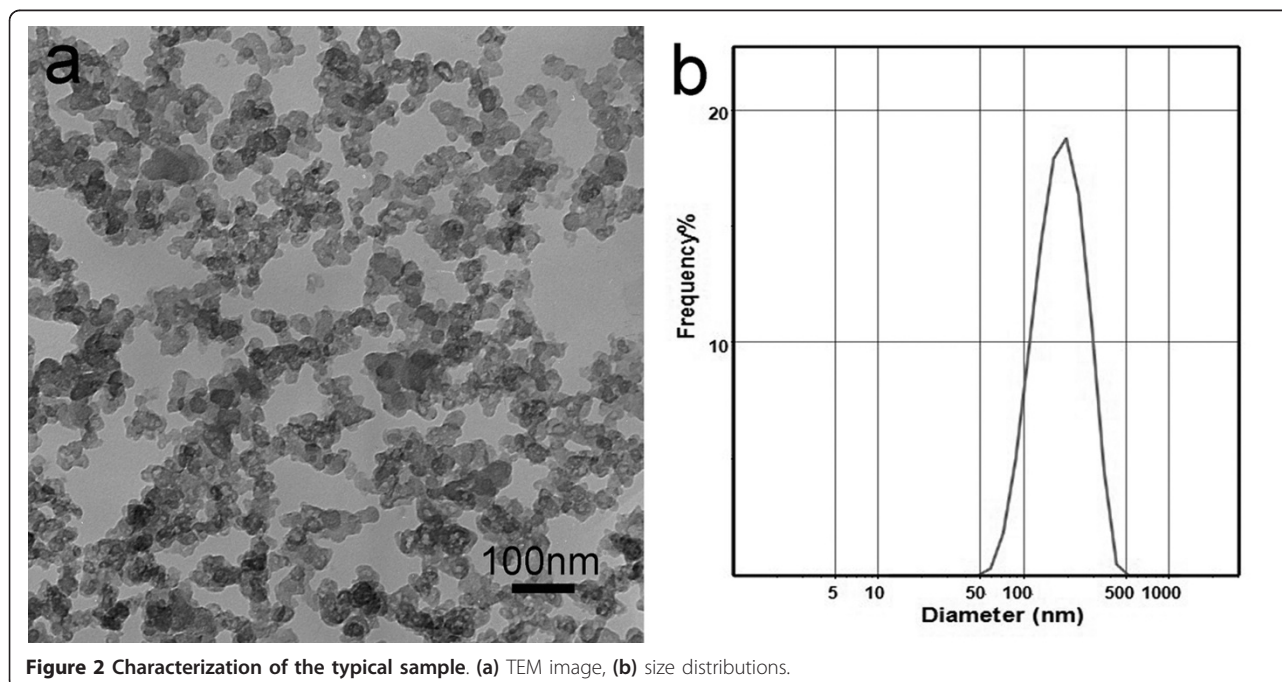 a
100nm
b
20
10
Frequency%
5 10 50 100 500 1000
Diameter (nm)
Figure 2 Characterization of the typical sample. (a) TEM image, (b) size distributions.